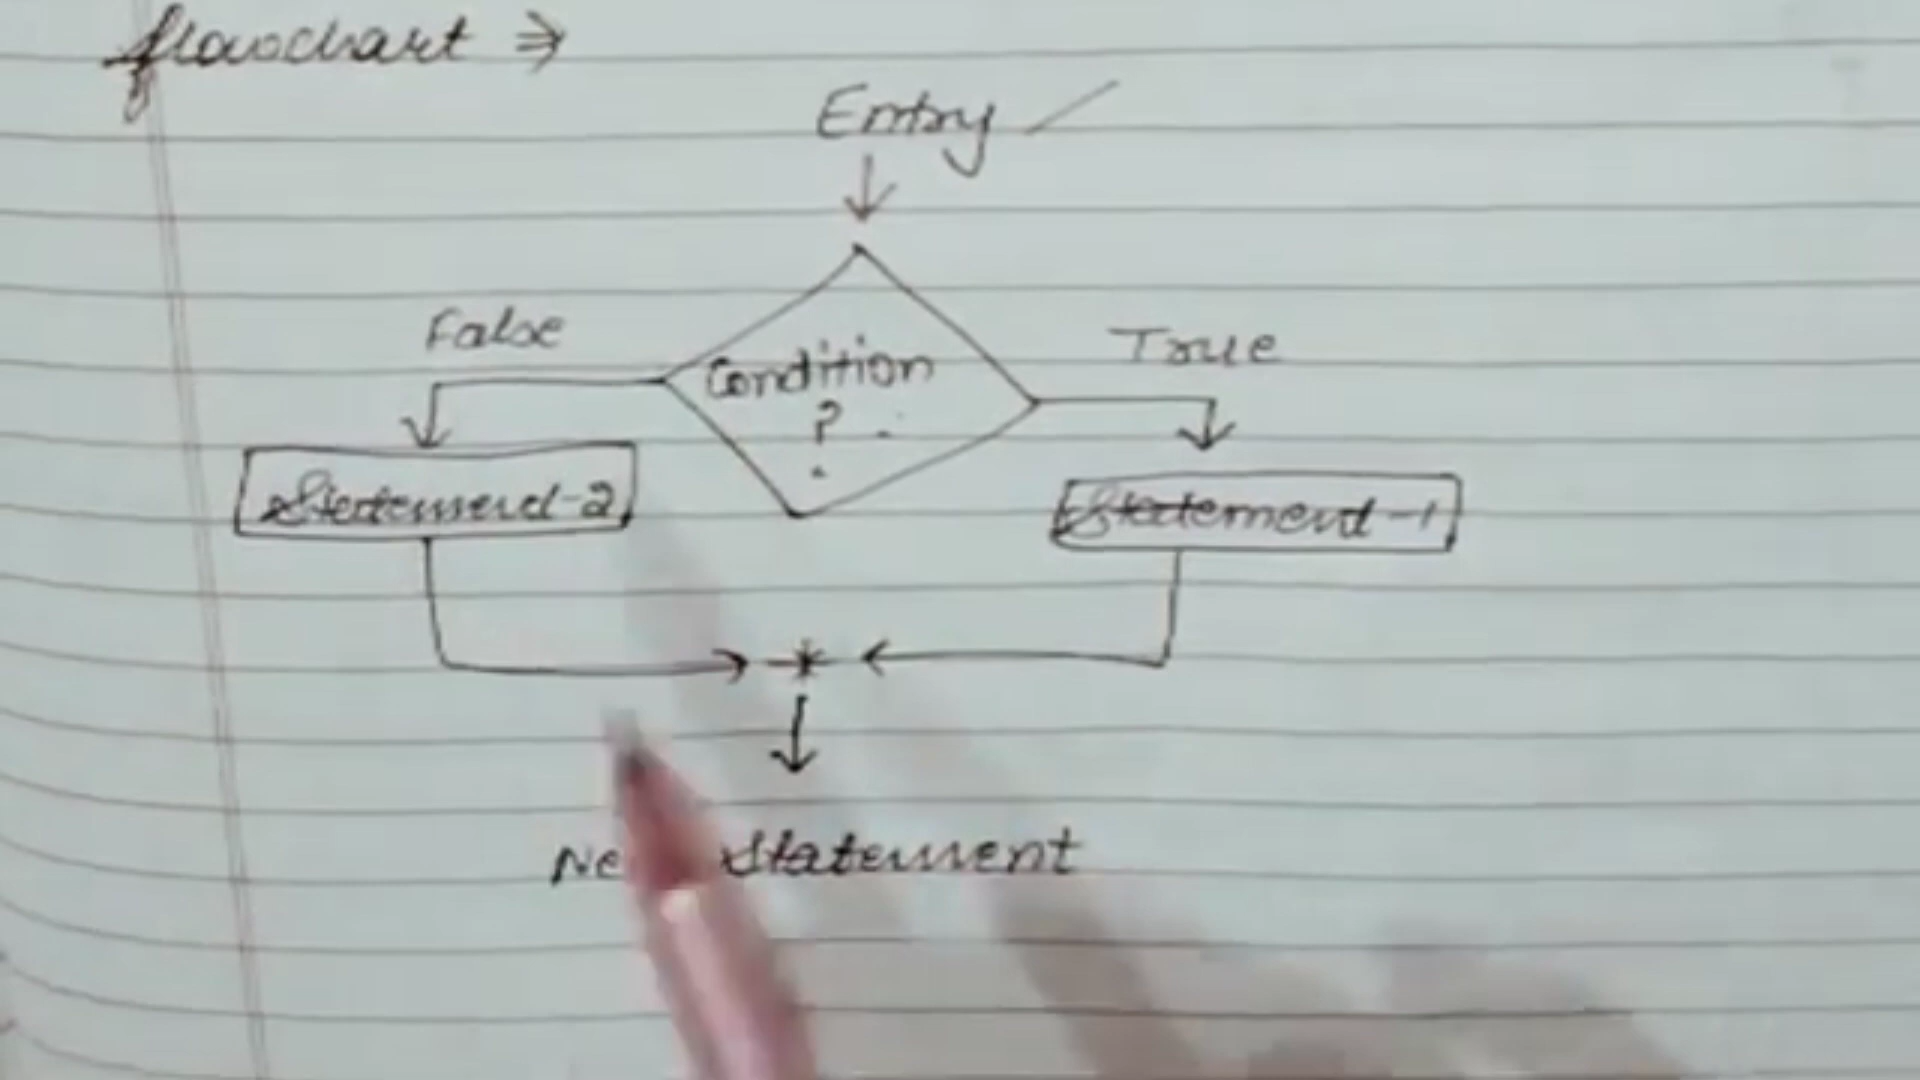 flowchart ⇒
Entry
False
True
Condition
?
Statement-2
Statement-1
Statement